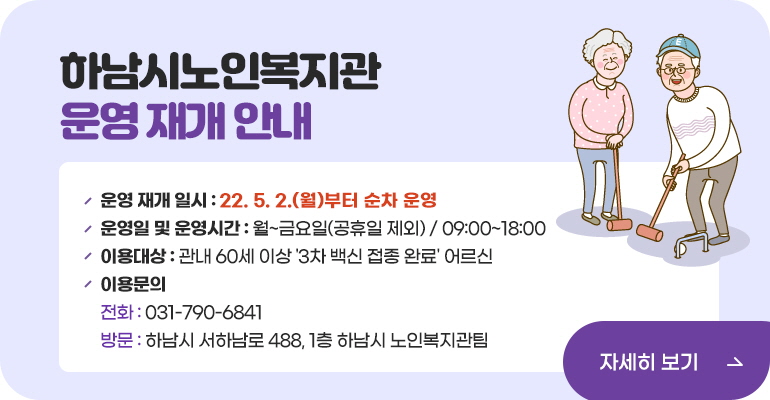 하남시노인복지관
운영 재개 안내
운영 재개 일시 : 22. 5. 2.(월)부터 순차 운영
운영일 및 운영시간 : 월~금요일(공휴일 제외) / 09:00~18:00
이용대상 : 관내 60세 이상 '3차 백신 접종 완료' 어르신
이용문의
전화 : 031-790-6841
방문 : 하남시 서하남로 488, 1층 하남시 노인복지관팀
자세히 보기
E